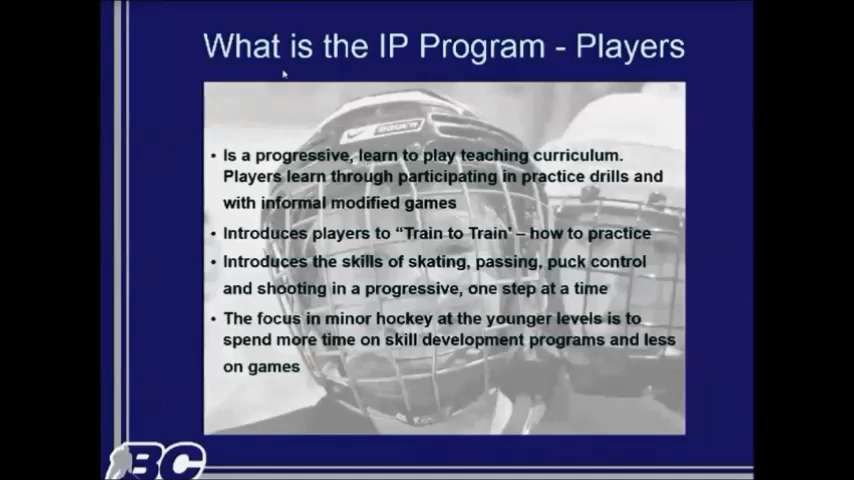 What is the IP Program - Players
• Is a progressive, learn to play teaching curriculum.
Players learn through participating in practice drills and
with informal modified games
• Introduces players to “Train to Train' – how to practice
• Introduces the skills of skating, passing, puck control
and shooting in a progressive, one step at a time
• The focus in minor hockey at the younger levels is to
spend more time on skill development programs and less
on games
BC